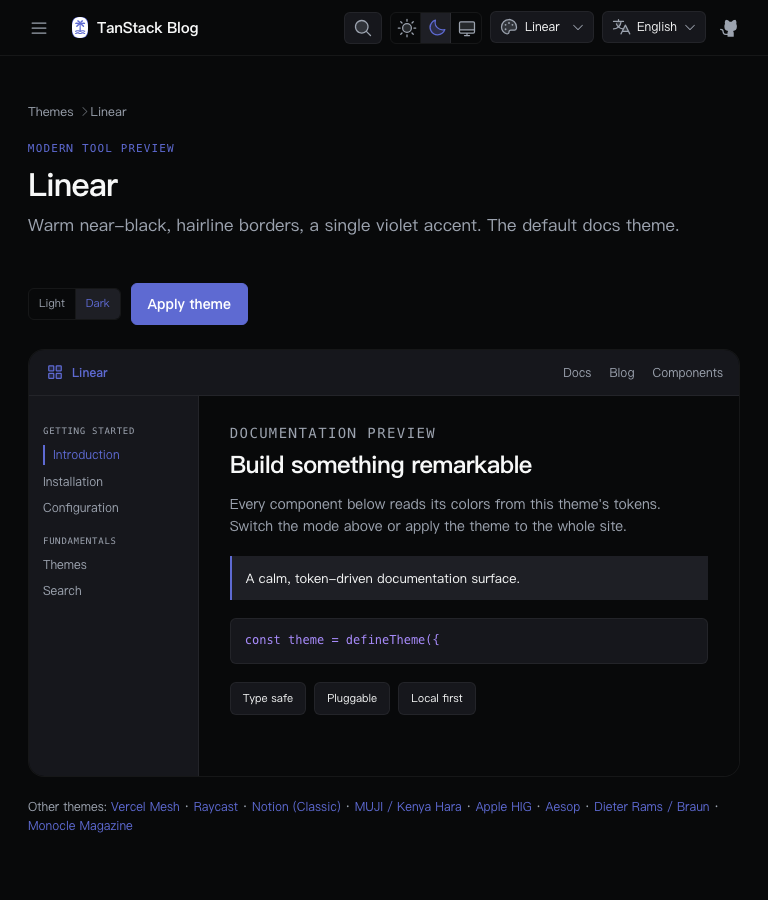 TanStack Blog
Linear
English
Themes
Linear
MODERN TOOL PREVIEW
Linear
Warm near-black, hairline borders, a single violet accent. The default docs theme.
Light
Dark
Apply theme
Linear
Docs
Blog
Components
GETTING STARTED
Introduction
Installation
Configuration
FUNDAMENTALS
Themes
Search
DOCUMENTATION PREVIEW
Build something remarkable
Every component below reads its colors from this theme's tokens.
Switch the mode above or apply the theme to the whole site.
A calm, token-driven documentation surface.
const theme = defineTheme({
Type safe
Pluggable
Local first
Other themes: Vercel Mesh · Raycast · Notion (Classic) · MUJI / Kenya Hara · Apple HIG · Aesop · Dieter Rams / Braun ·
Monocle Magazine